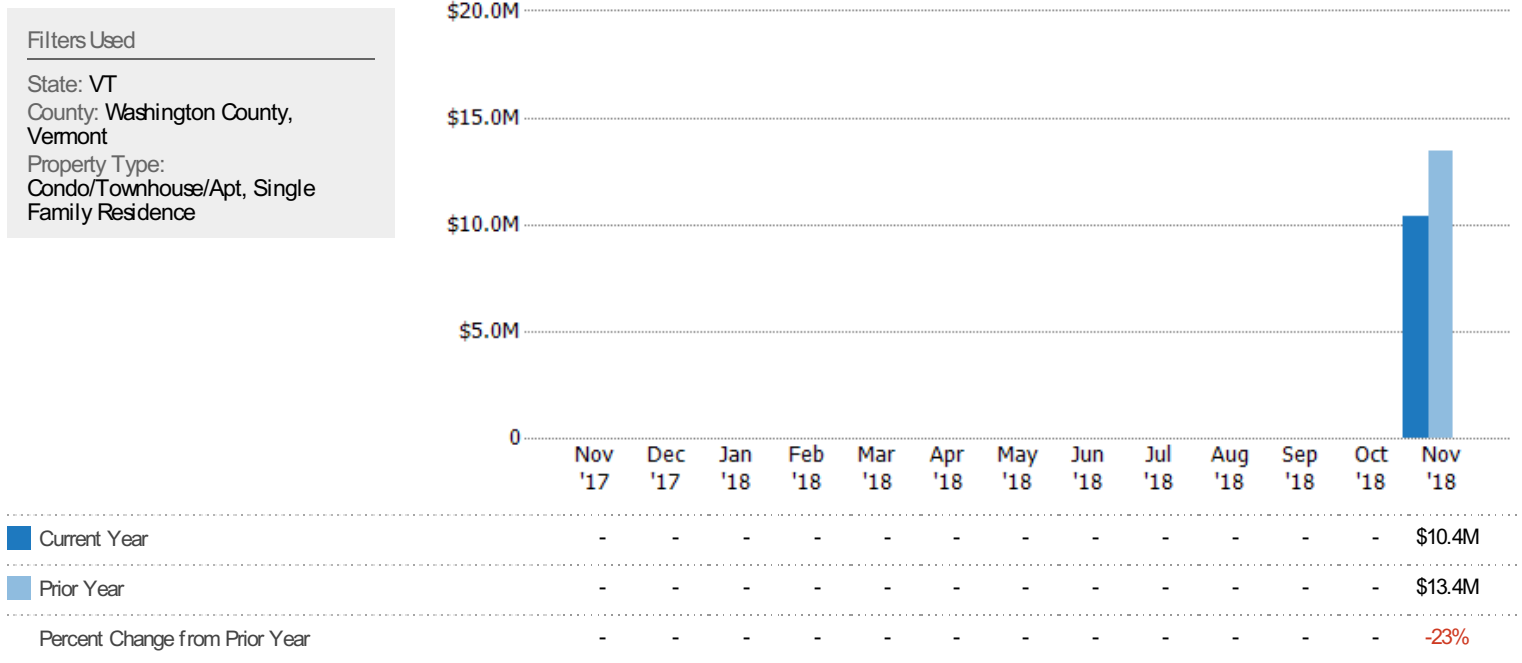 Filters Used
State: VT
County: Washington County,
Vermont
Property Type:
Condo/Townhouse/Apt, Single
Family Residence
$20.0M
$15.0M
$10.0M
$5.0M
0
Nov Dec Jan Feb Mar Apr May Jun Jul Aug Sep Oct Nov
'17 '17 '18 '18 '18 '18 '18 '18 '18 '18 '18 '18 '18
Current Year - - - - - - - - - - - - $10.4M
Prior Year - - - - - - - - - - - - $13.4M
Percent Change from Prior Year - - - - - - - - - - - - -23%